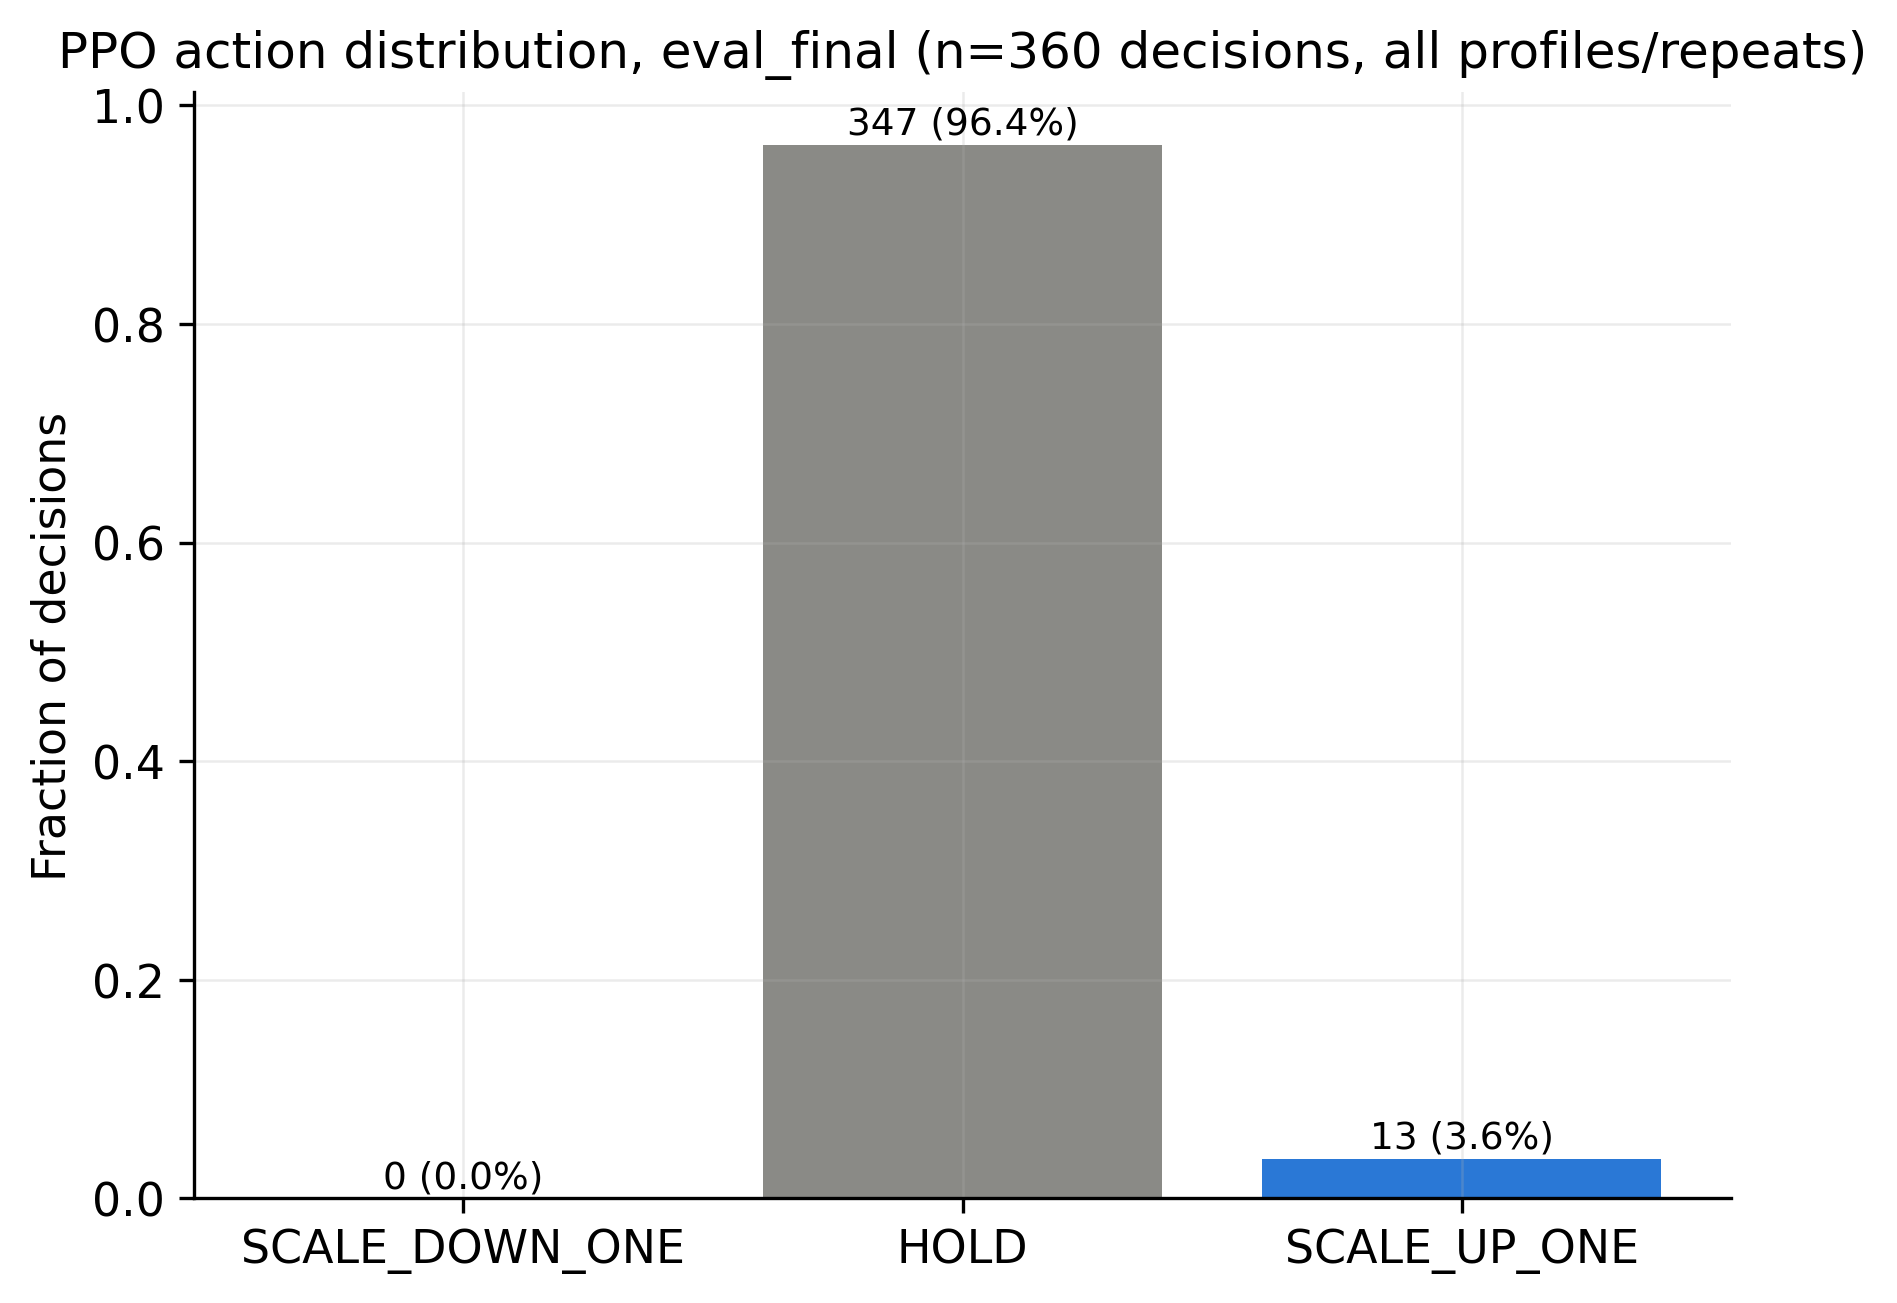 PPO action distribution, eval_final (n=360 decisions, all profiles/repeats)
Fraction of decisions
1.0
0.8
0.6
0.4
0.2
0.0
0 (0.0%)
347 (96.4%)
13 (3.6%)
SCALE_DOWN_ONE
HOLD
SCALE_UP_ONE